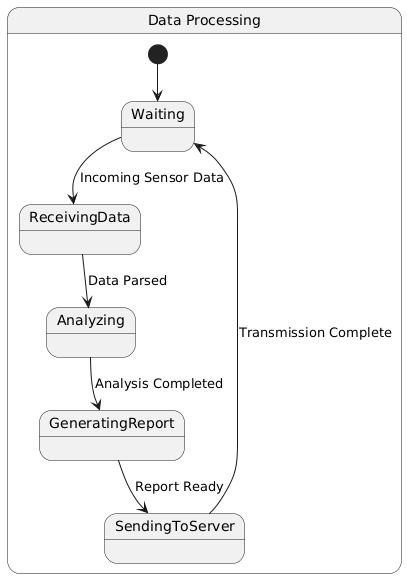 Data Processing
Waiting
Incoming Sensor Data
ReceivingData
Data Parsed
Analyzing
Transmission Complete
Analysis Completed
GeneratingReport
Report Ready
SendingToServer